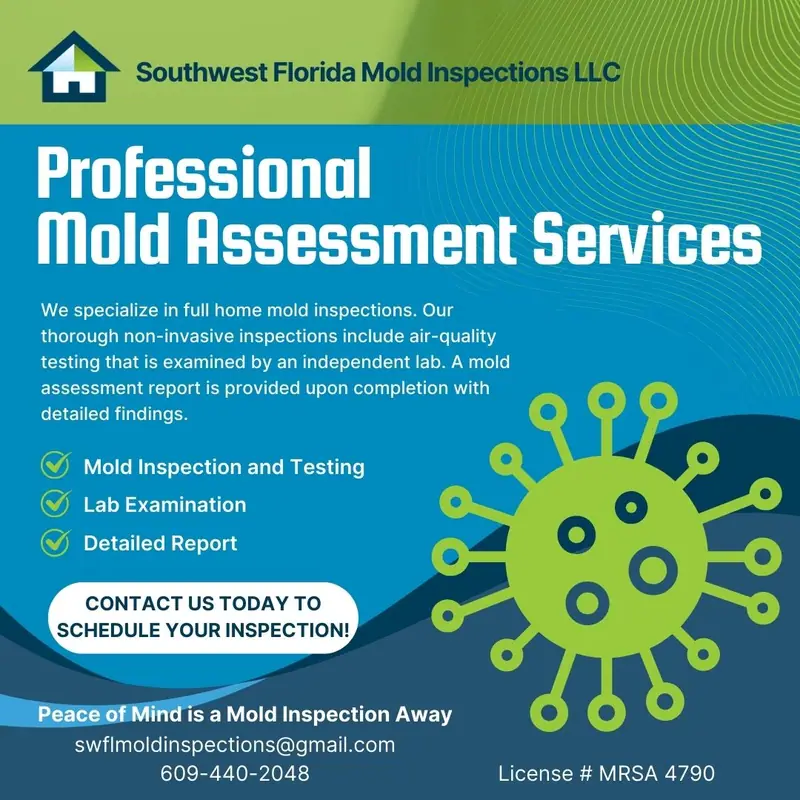 Southwest Florida Mold Inspections LLC
Professional
Mold Assessment Services
We specialize in full home mold inspections. Our
thorough non-invasive inspections include air-quality
testing that is examined by an independent lab. A mold
assessment report is provided upon completion with
detailed findings.
Mold Inspection and Testing
Lab Examination
Detailed Report
CONTACT US TODAY TO
SCHEDULE YOUR INSPECTION!
Peace of Mind is a Mold Inspection Away
swflmoldinspections@gmail.com
609-440-2048
License # MRSA 4790